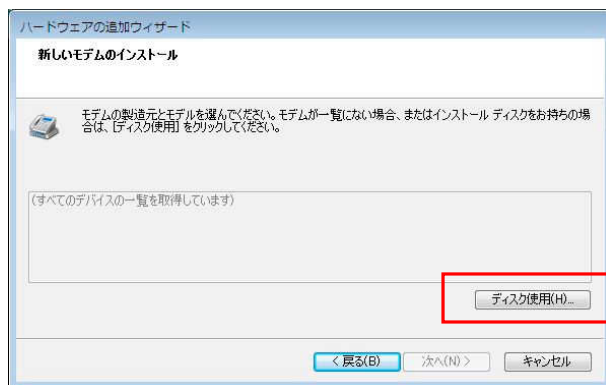 ハードウェアの追加ウィザード
新しいモデムのインストール
モデムの製造元とモデルを選んでください。モデムが一覧にない場合、またはインストール ディスクをお持ちの場
合は、[ディスク使用] をクリックしてください。
(すべてのデバイスの一覧を取得しています)
ディスク使用(H)...
< 戻る(B)
次へ(N) >
キャンセル